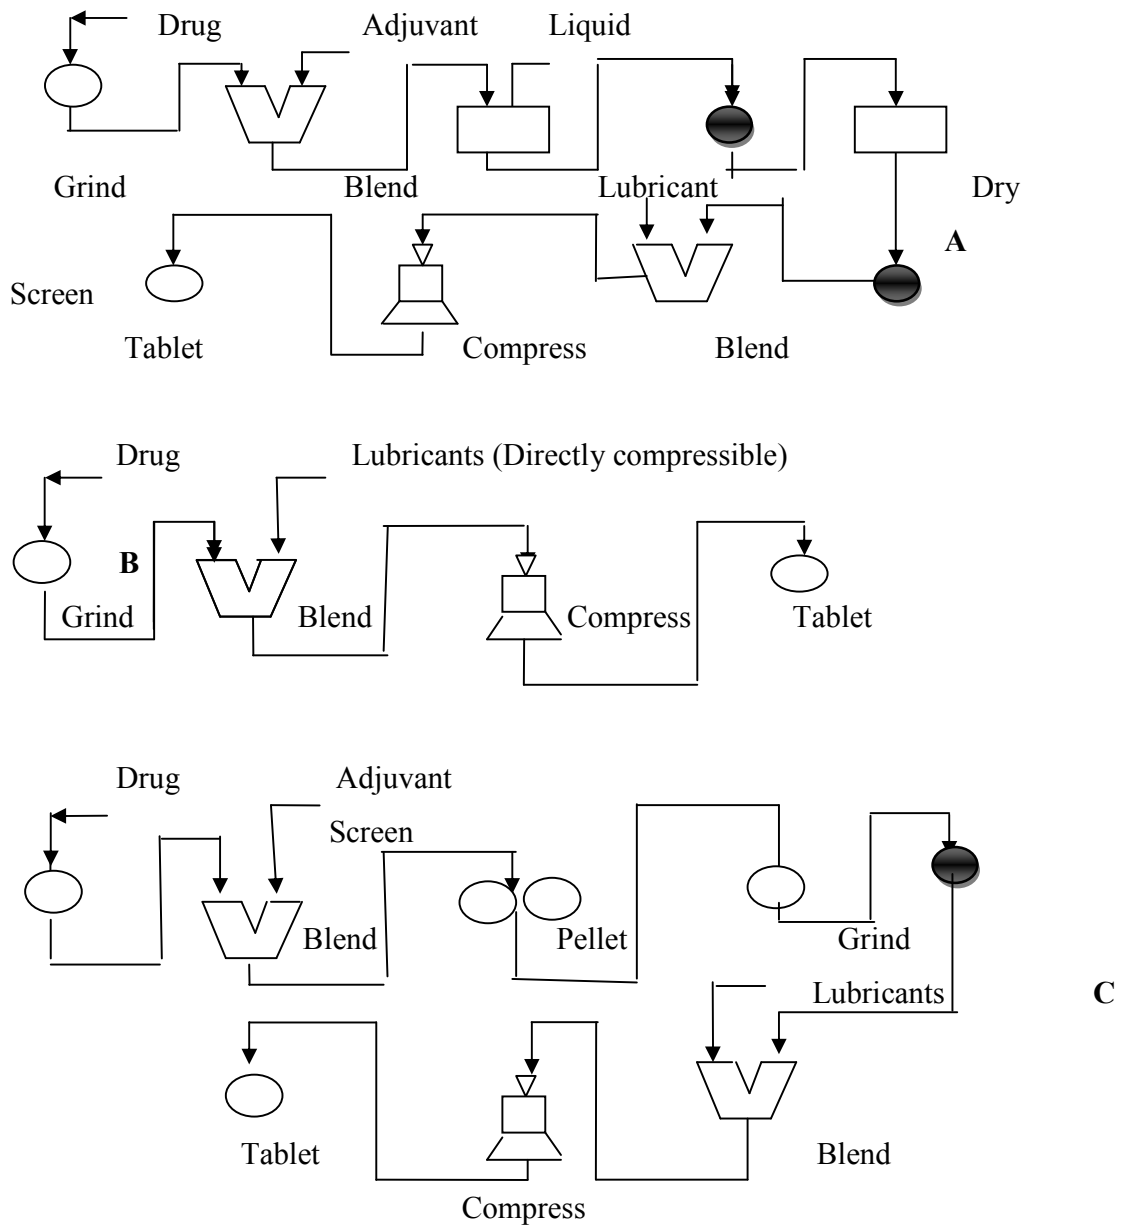 Drug Adjuvant Liquid
Grind Blend Lubricant Dry
A
Screen
Tablet Compress Blend
Drug Lubricants (Directly compressible)
B
Grind Blend Compress Tablet
Drug Adjuvant
Screen
Blend Pellet Grind
Lubricants C
Tablet Blend
Compress